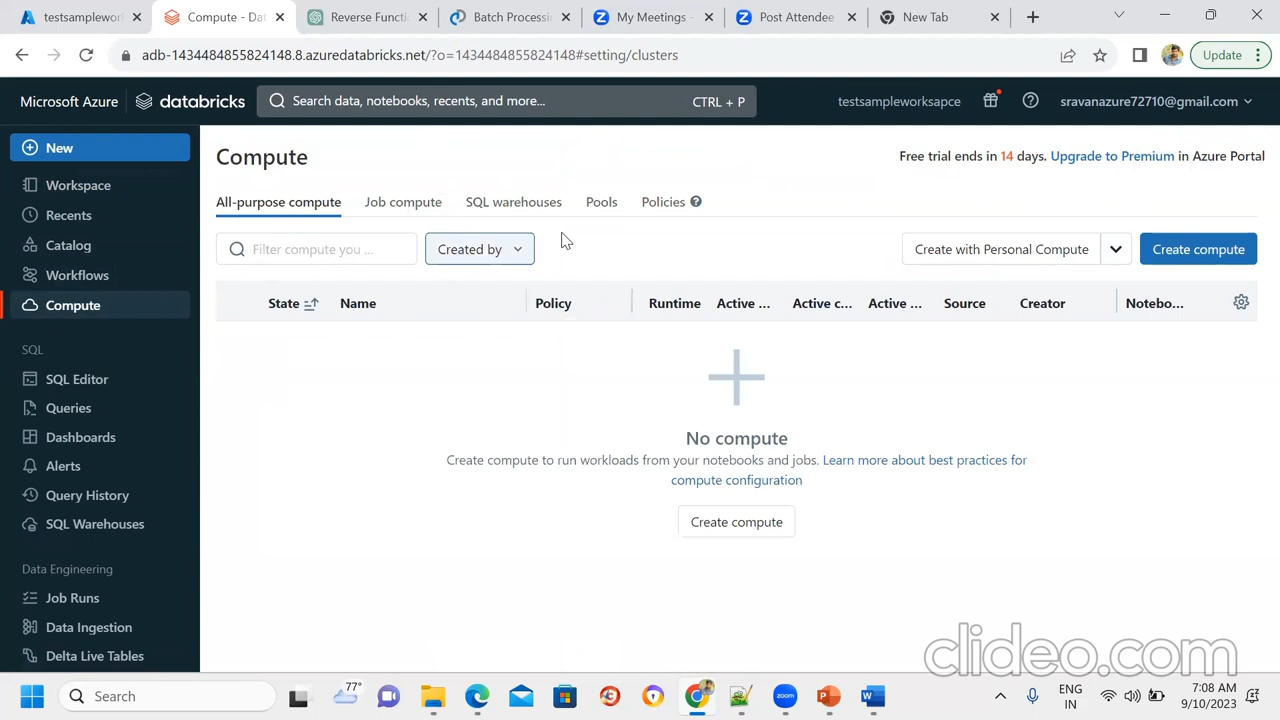 testsamplewor
Compute - Dat
Reverse Functi
Batch Processi
My Meetings -
Post Attendee
New Tab
adb-1434484855824148.8.azuredatabricks.net/?o=1434484855824148#setting/clusters
Update
Microsoft Azure
databricks
Search data, notebooks, recents, and more...
CTRL + P
testsampleworksapce
sravanazure72710@gmail.com
New
Workspace
Recents
Catalog
Workflows
Compute
SQL
SQL Editor
Queries
Dashboards
Alerts
Query History
SQL Warehouses
Data Engineering
Job Runs
Data Ingestion
Delta Live Tables
Compute
Free trial ends in 14 days. Upgrade to Premium in Azure Portal
All-purpose compute
Job compute
SQL warehouses
Pools
Policies
Filter compute you ...
Created by
Create with Personal Compute
Create compute
State
Name
Policy
Runtime
Active ...
Active c...
Active ...
Source
Creator
Notebo...
No compute
Create compute to run workloads from your notebooks and jobs. Learn more about best practices for
compute configuration
Create compute
clideo.com
Search
77°
zoom
ENG
IN
7:08 AM
9/10/2023